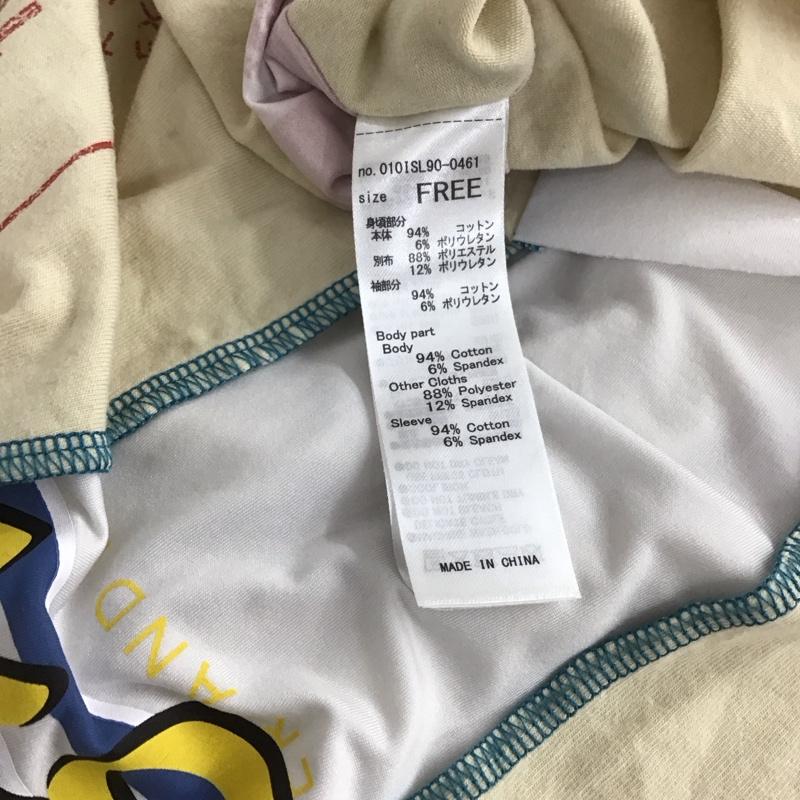 no.010ISL90-0461
size FREE
身頃部分
本体 94% コットン
6% ポリウレタン
別布 88% ポリエステル
12% ポリウレタン
袖部分
94% コットン
6% ポリウレタン
Body part
Body
94% Cotton
6% Spandex
Other Cloths
88% Polyester
12% Spandex
Sleeve
94% Cotton
6% Spandex
MADE IN CHINA